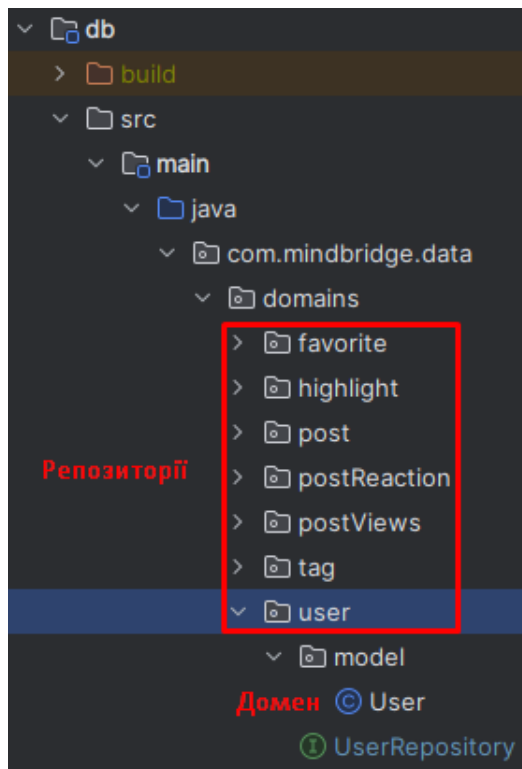 db
build
src
main
java
com.mindbridge.data
domains
favorite
highlight
post
Репозиторії
postReaction
postViews
tag
user
model
Домен
User
UserRepository